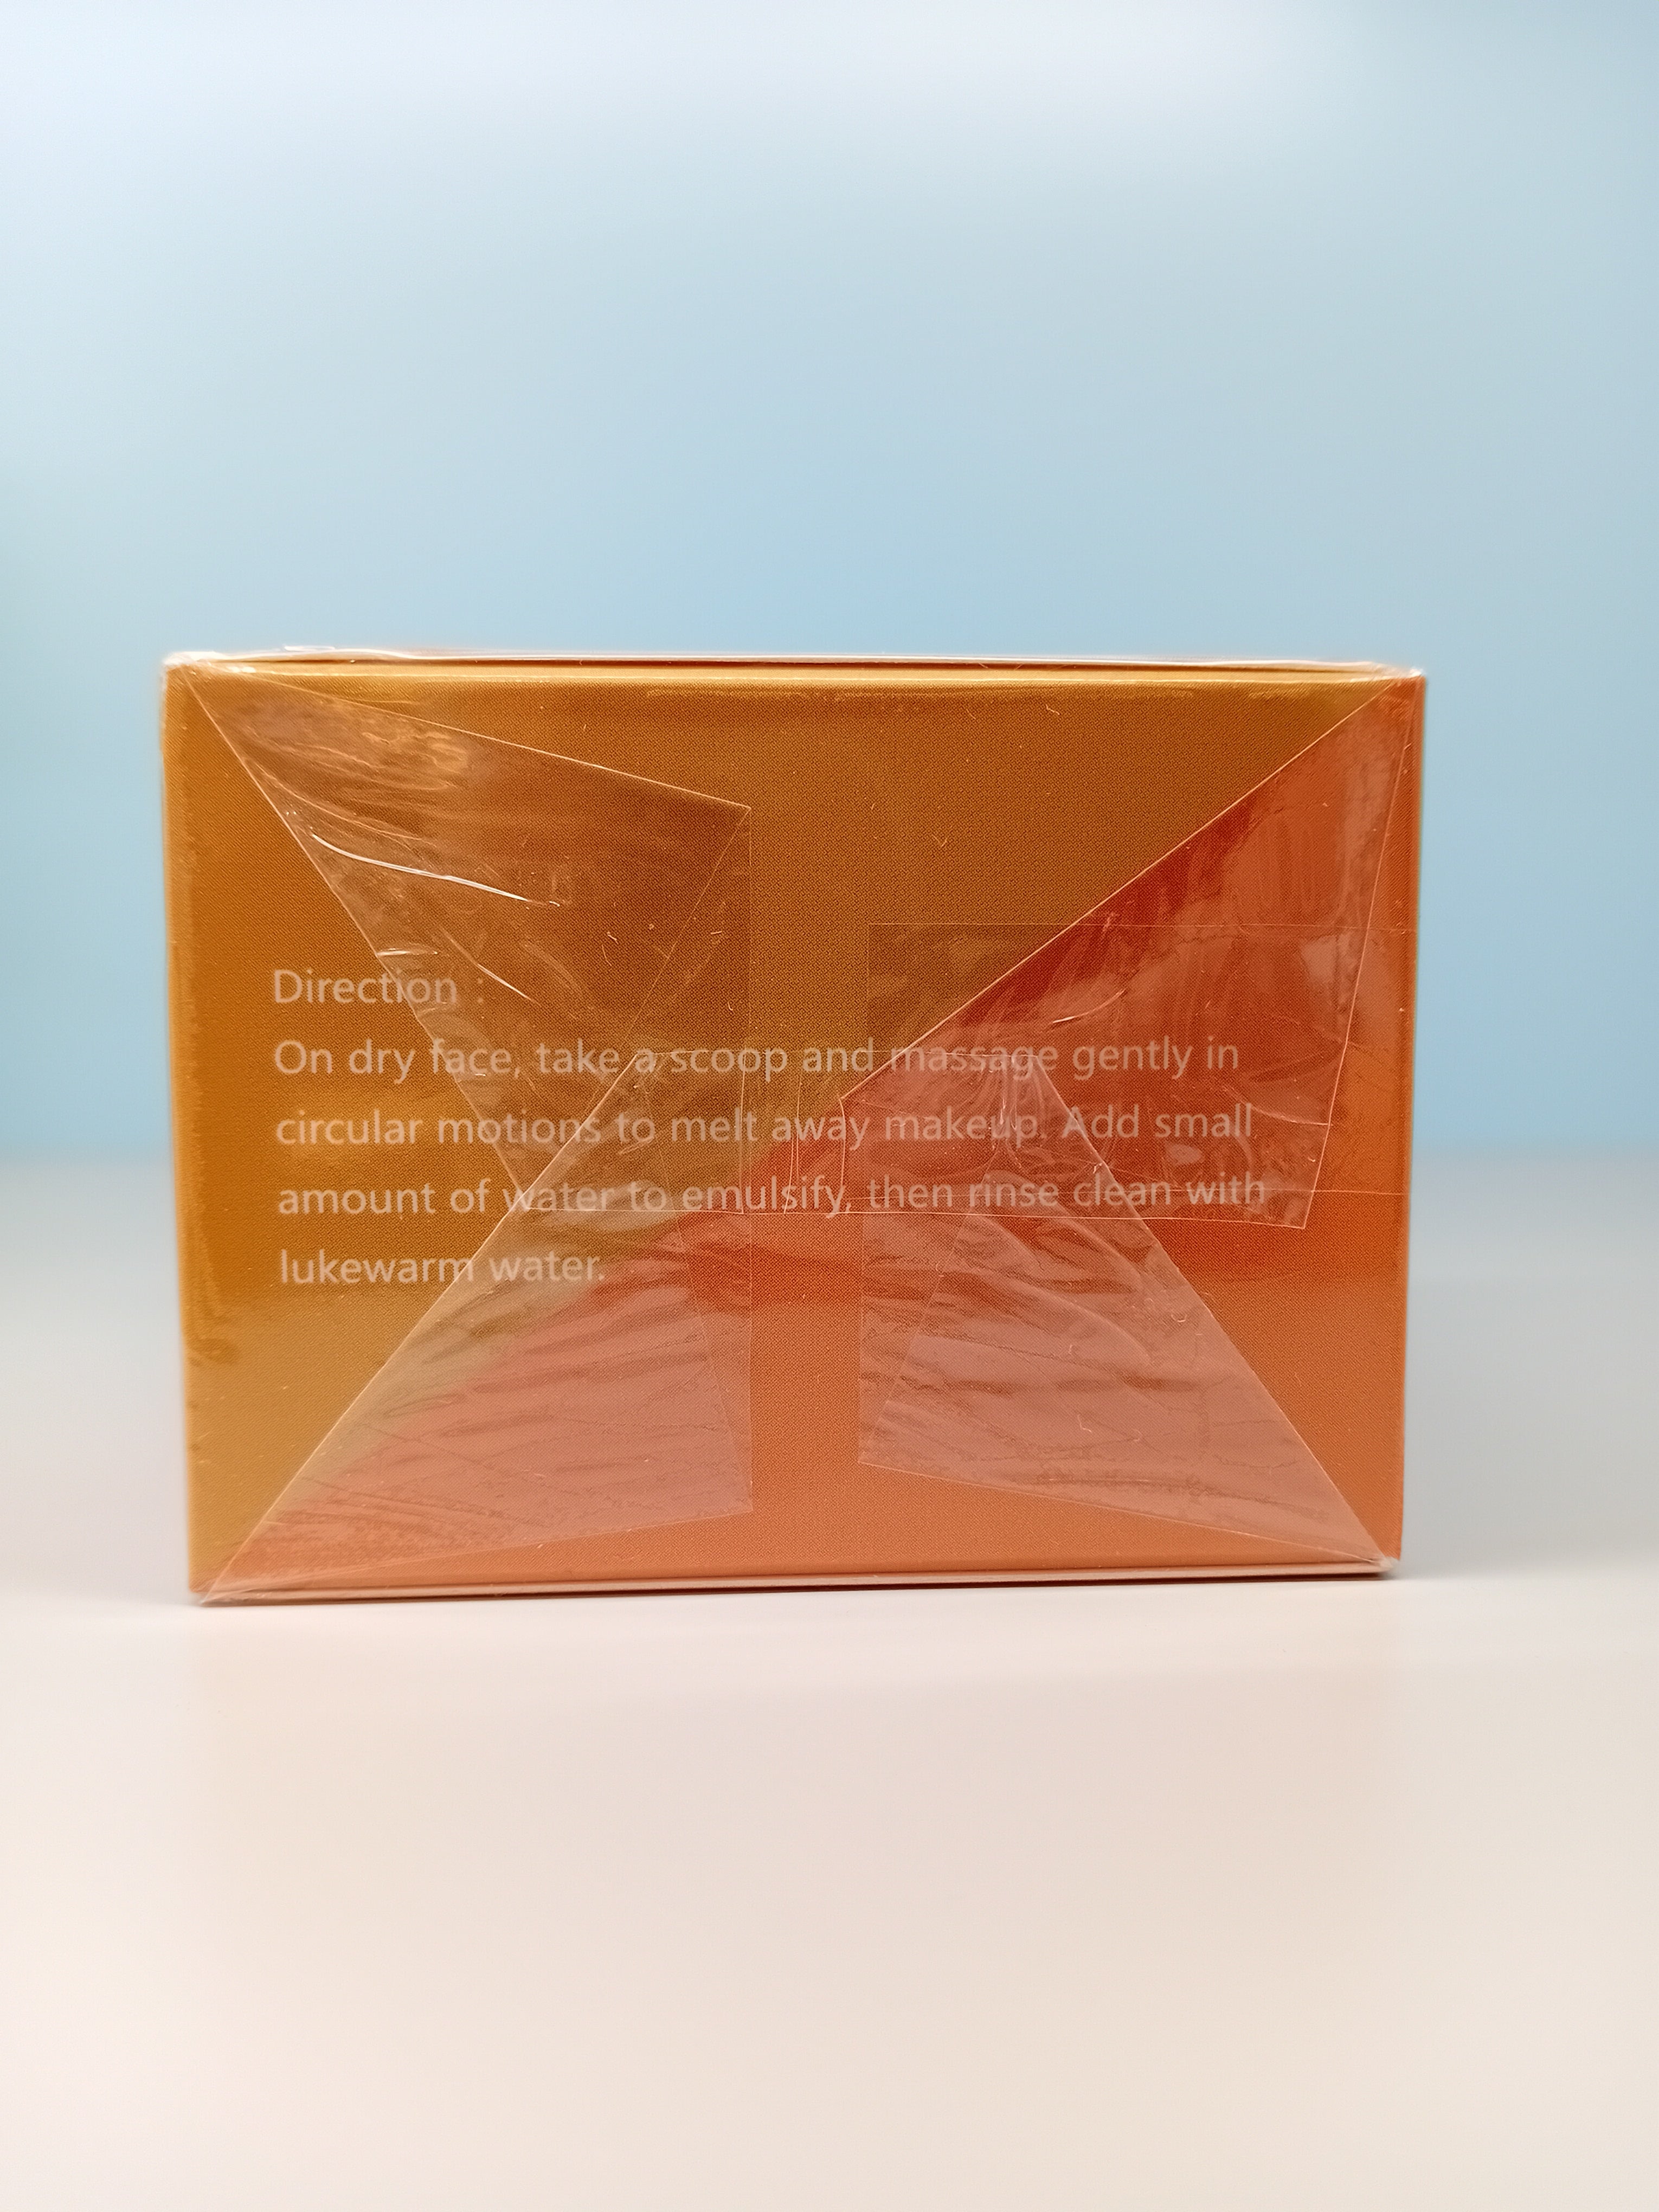 Direction :
On dry face, take a scoop and massage gently in
circular motions to melt away makeup. Add small
amount of water to emulsify, then rinse clean with
lukewarm water.